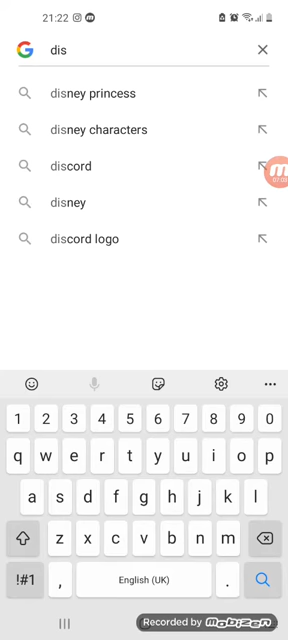 21:22
dis
disney princess
disney characters
discord
disney
discord logo
1 2 3 4 5 6 7 8 9 0
q w e r t y u i o p
a s d f g h j k l
z x c v b n m
!#1 , English (UK) .
Recorded by mobizen